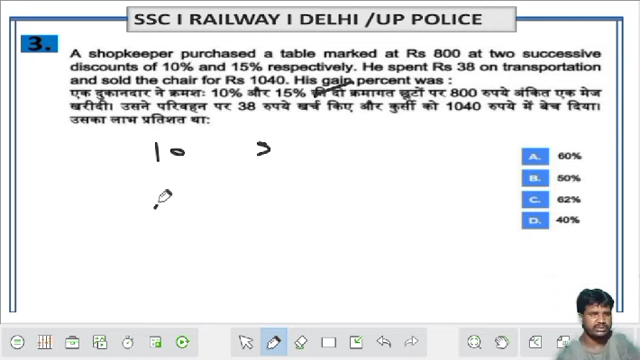 SSC I RAILWAY I DELHI /UP POLICE
3.
A shopkeeper purchased a table marked at Rs 800 at two successive
discounts of 10% and 15% respectively. He spent Rs 38 on transportation
and sold the chair for Rs 1040. His gain percent was :
एक दुकानदार ने क्रमशः 10% और 15% की दो क्रमागत छूटों पर 800 रुपये अंकित एक मेज
खरीदी। उसने परिवहन पर 38 रुपये खर्च किए और कुर्सी को 1040 रुपये में बेच दिया।
उसका लाभ प्रतिशत था:
10
A. 60%
B. 50%
C. 62%
D. 40%